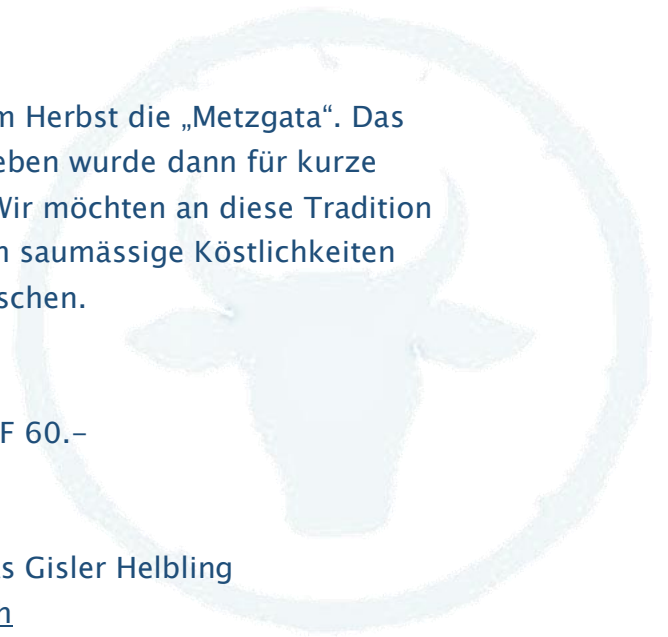 m Herbst die „Metzgata“. Das
eben wurde dann für kurze
Wir möchten an diese Tradition
n saumässige Köstlichkeiten
schen.
F 60.–
s Gisler Helbling
n